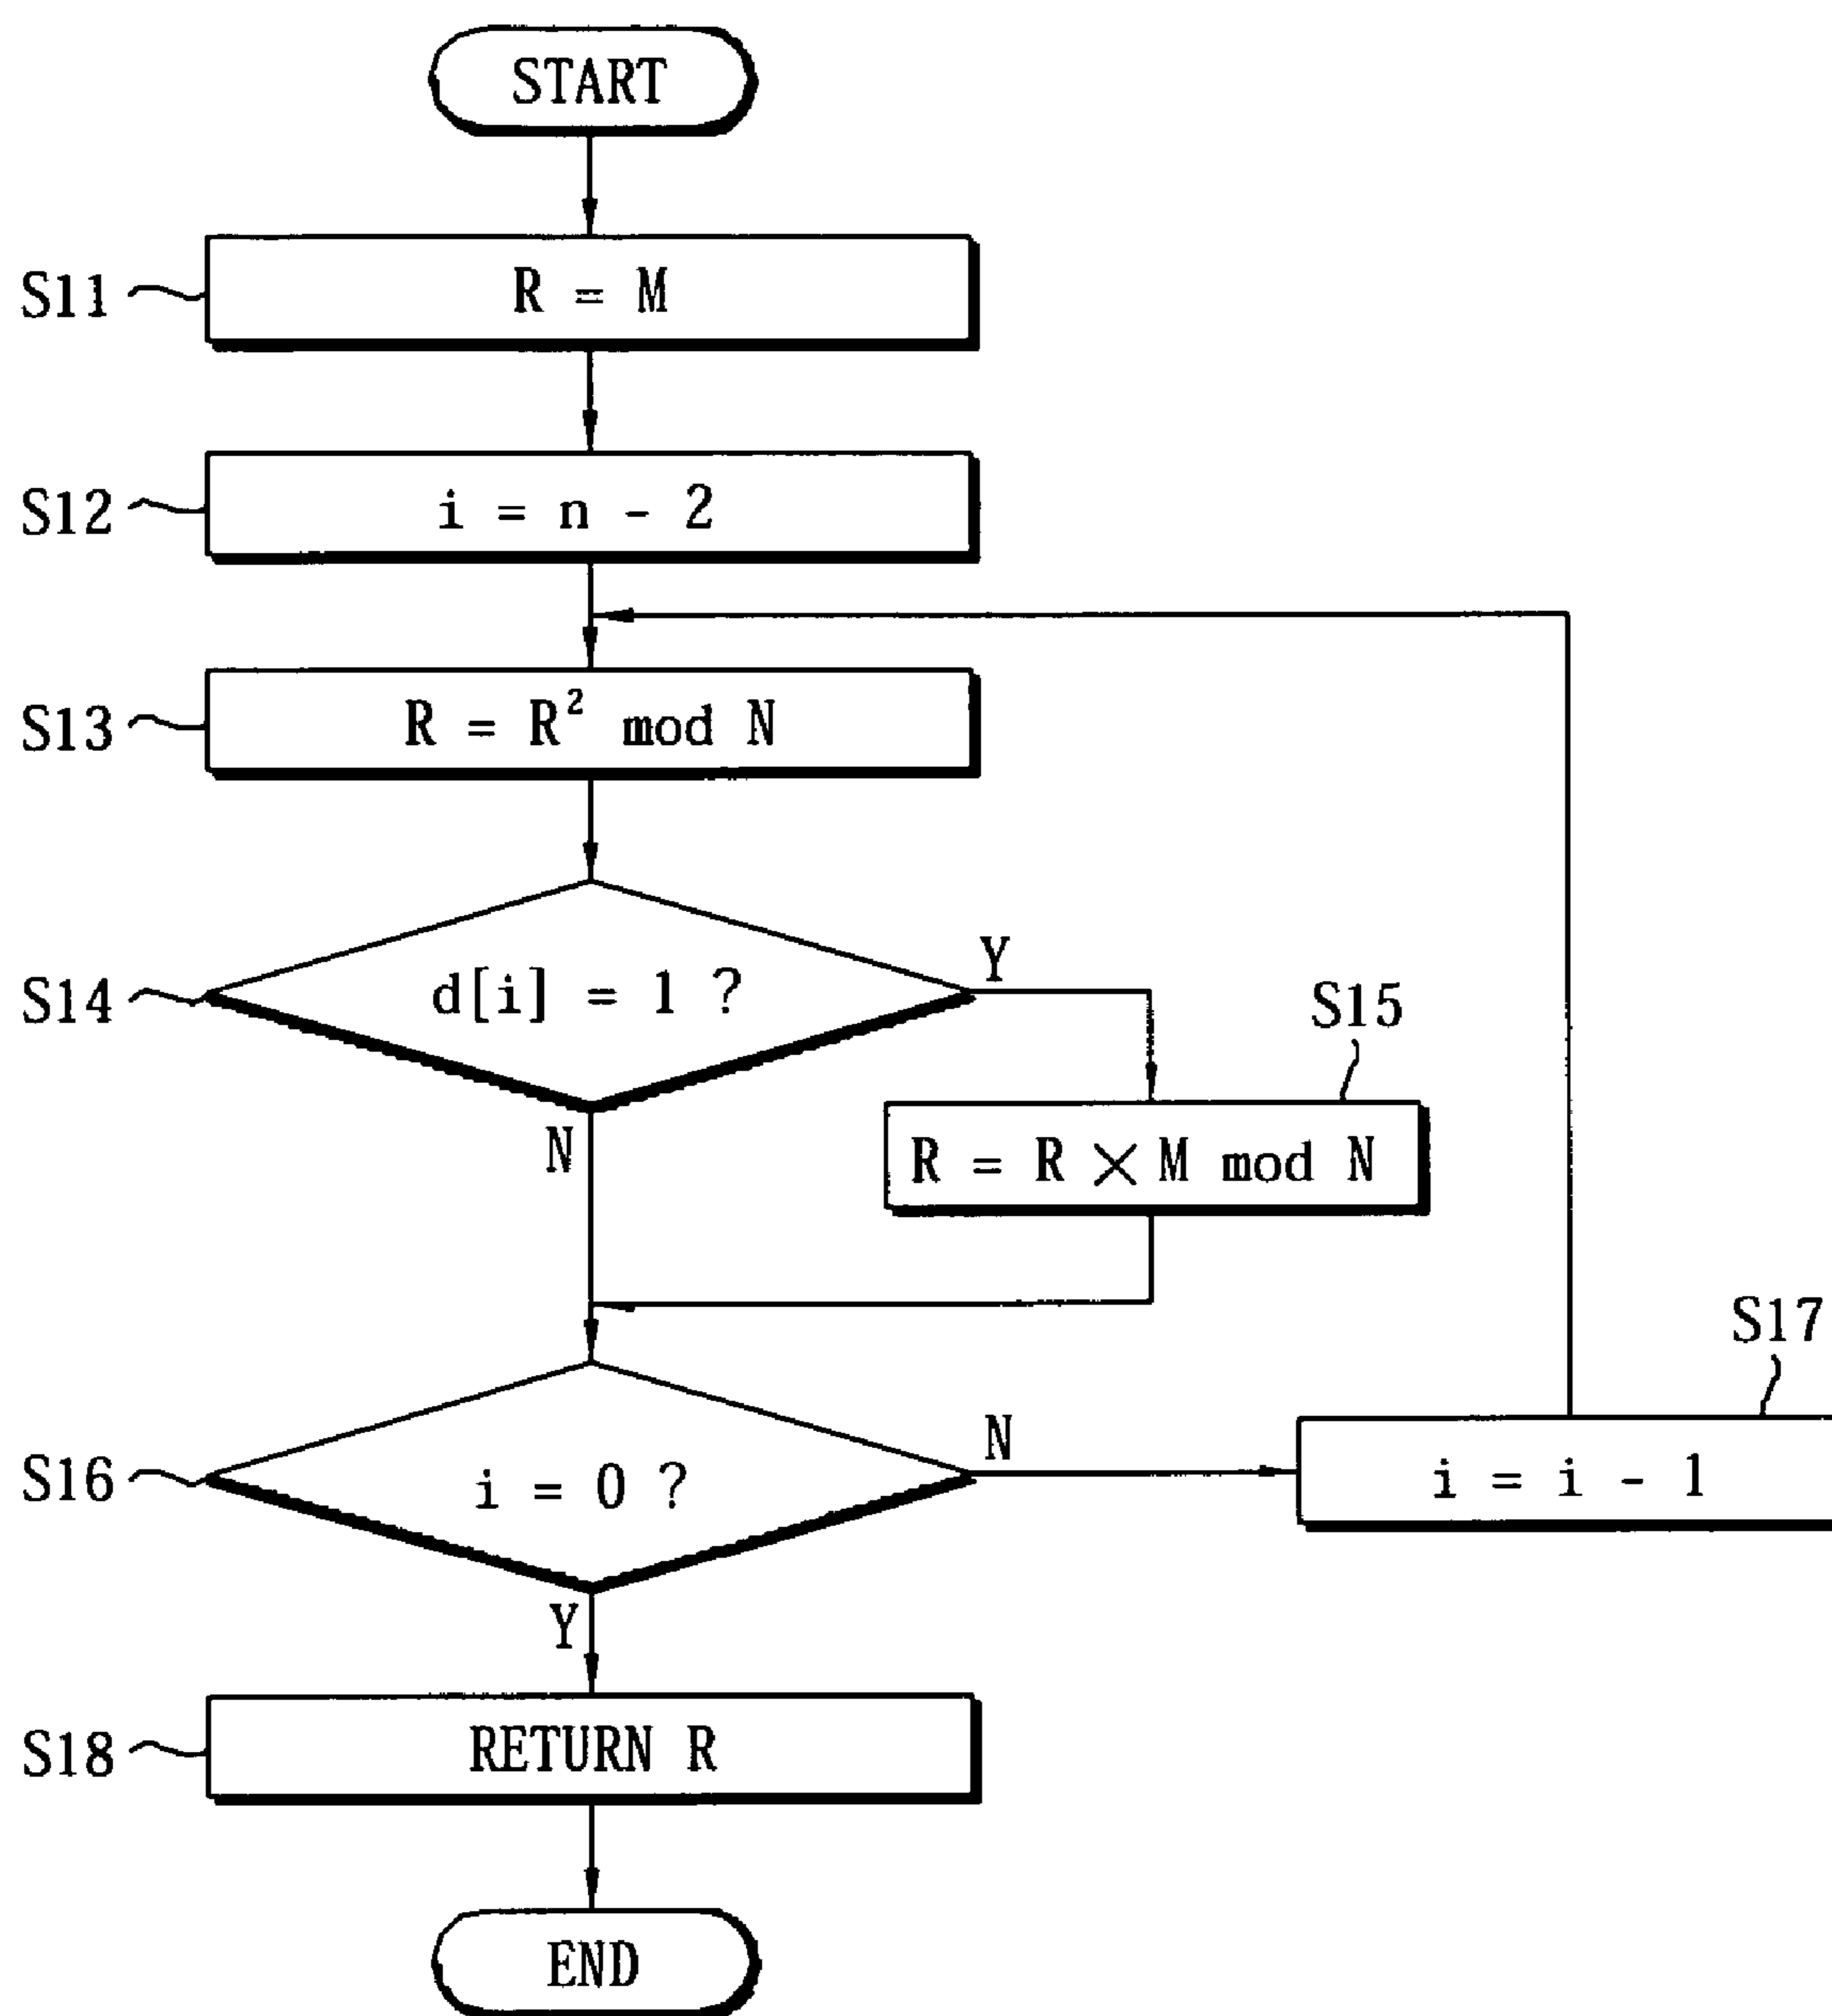 START
S11
R = M
S12
i = n - 2
S13
R = R² mod N
S14
d[i] = 1 ?
Y
N
S15
R = R × M mod N
S16
i = 0 ?
N
Y
S17
i = i - 1
S18
RETURN R
END